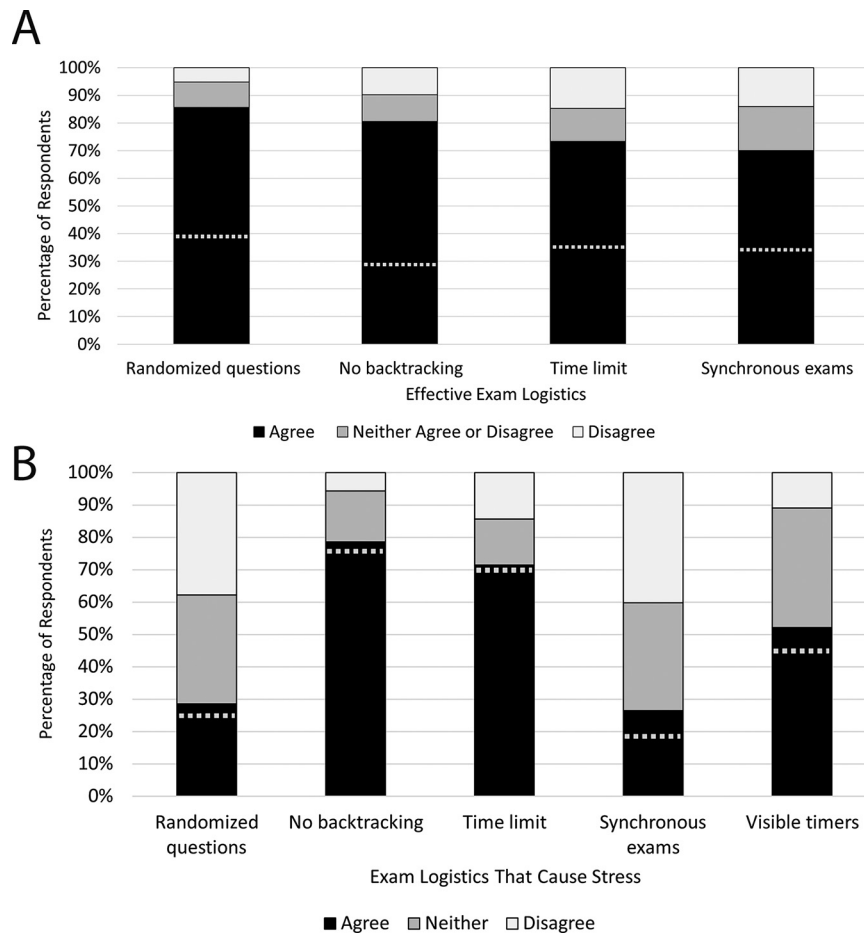 A
100%
90%
80%
70%
60%
50%
40%
30%
20%
10%
0%
Percentage of Respondents
Randomized questions No backtracking Time limit Synchronous exams
Effective Exam Logistics
Agree Neither Agree or Disagree Disagree
B
100%
90%
80%
70%
60%
50%
40%
30%
20%
10%
0%
Percentage of Respondents
Randomized No backtracking Time limit Synchronous Visible timers
questions exams
Exam Logistics That Cause Stress
Agree Neither Disagree